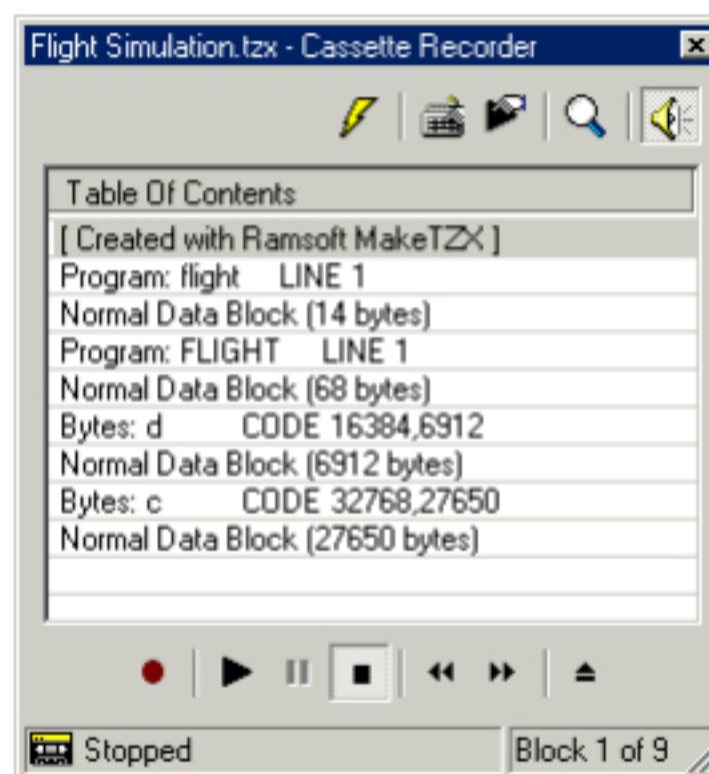 Flight Simulation.tzx - Cassette Recorder
Table Of Contents
[ Created with Ramsoft MakeTZX ]
Program: flight LINE 1
Normal Data Block (14 bytes)
Program: FLIGHT LINE 1
Normal Data Block (68 bytes)
Bytes: d CODE 16384,6912
Normal Data Block (6912 bytes)
Bytes: c CODE 32768,27650
Normal Data Block (27650 bytes)
Stopped
Block 1 of 9